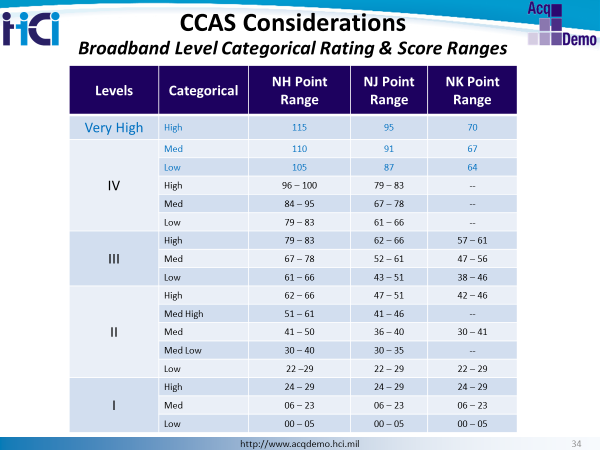 HCi
CCAS Considerations
Broadband Level Categorical Rating & Score Ranges
Acq
Demo
Levels Categorical NH Point Range NJ Point Range NK Point Range
Very High High 115 95 70
Med 110 91 67
Low 105 87 64
IV High 96 – 100 79 – 83 --
Med 84 – 95 67 – 78 --
Low 79 – 83 61 – 66 --
III High 79 – 83 62 – 66 57 – 61
Med 67 – 78 52 – 61 47 – 56
Low 61 – 66 43 – 51 38 – 46
II High 62 – 66 47 – 51 42 – 46
Med High 51 – 61 41 – 46 --
Med 41 – 50 36 – 40 30 – 41
Med Low 30 – 40 30 – 35 --
Low 22 –29 22 – 29 22 – 29
I High 24 – 29 24 – 29 24 – 29
Med 06 – 23 06 – 23 06 – 23
Low 00 – 05 00 – 05 00 – 05
http://www.acqdemo.hci.mil
34